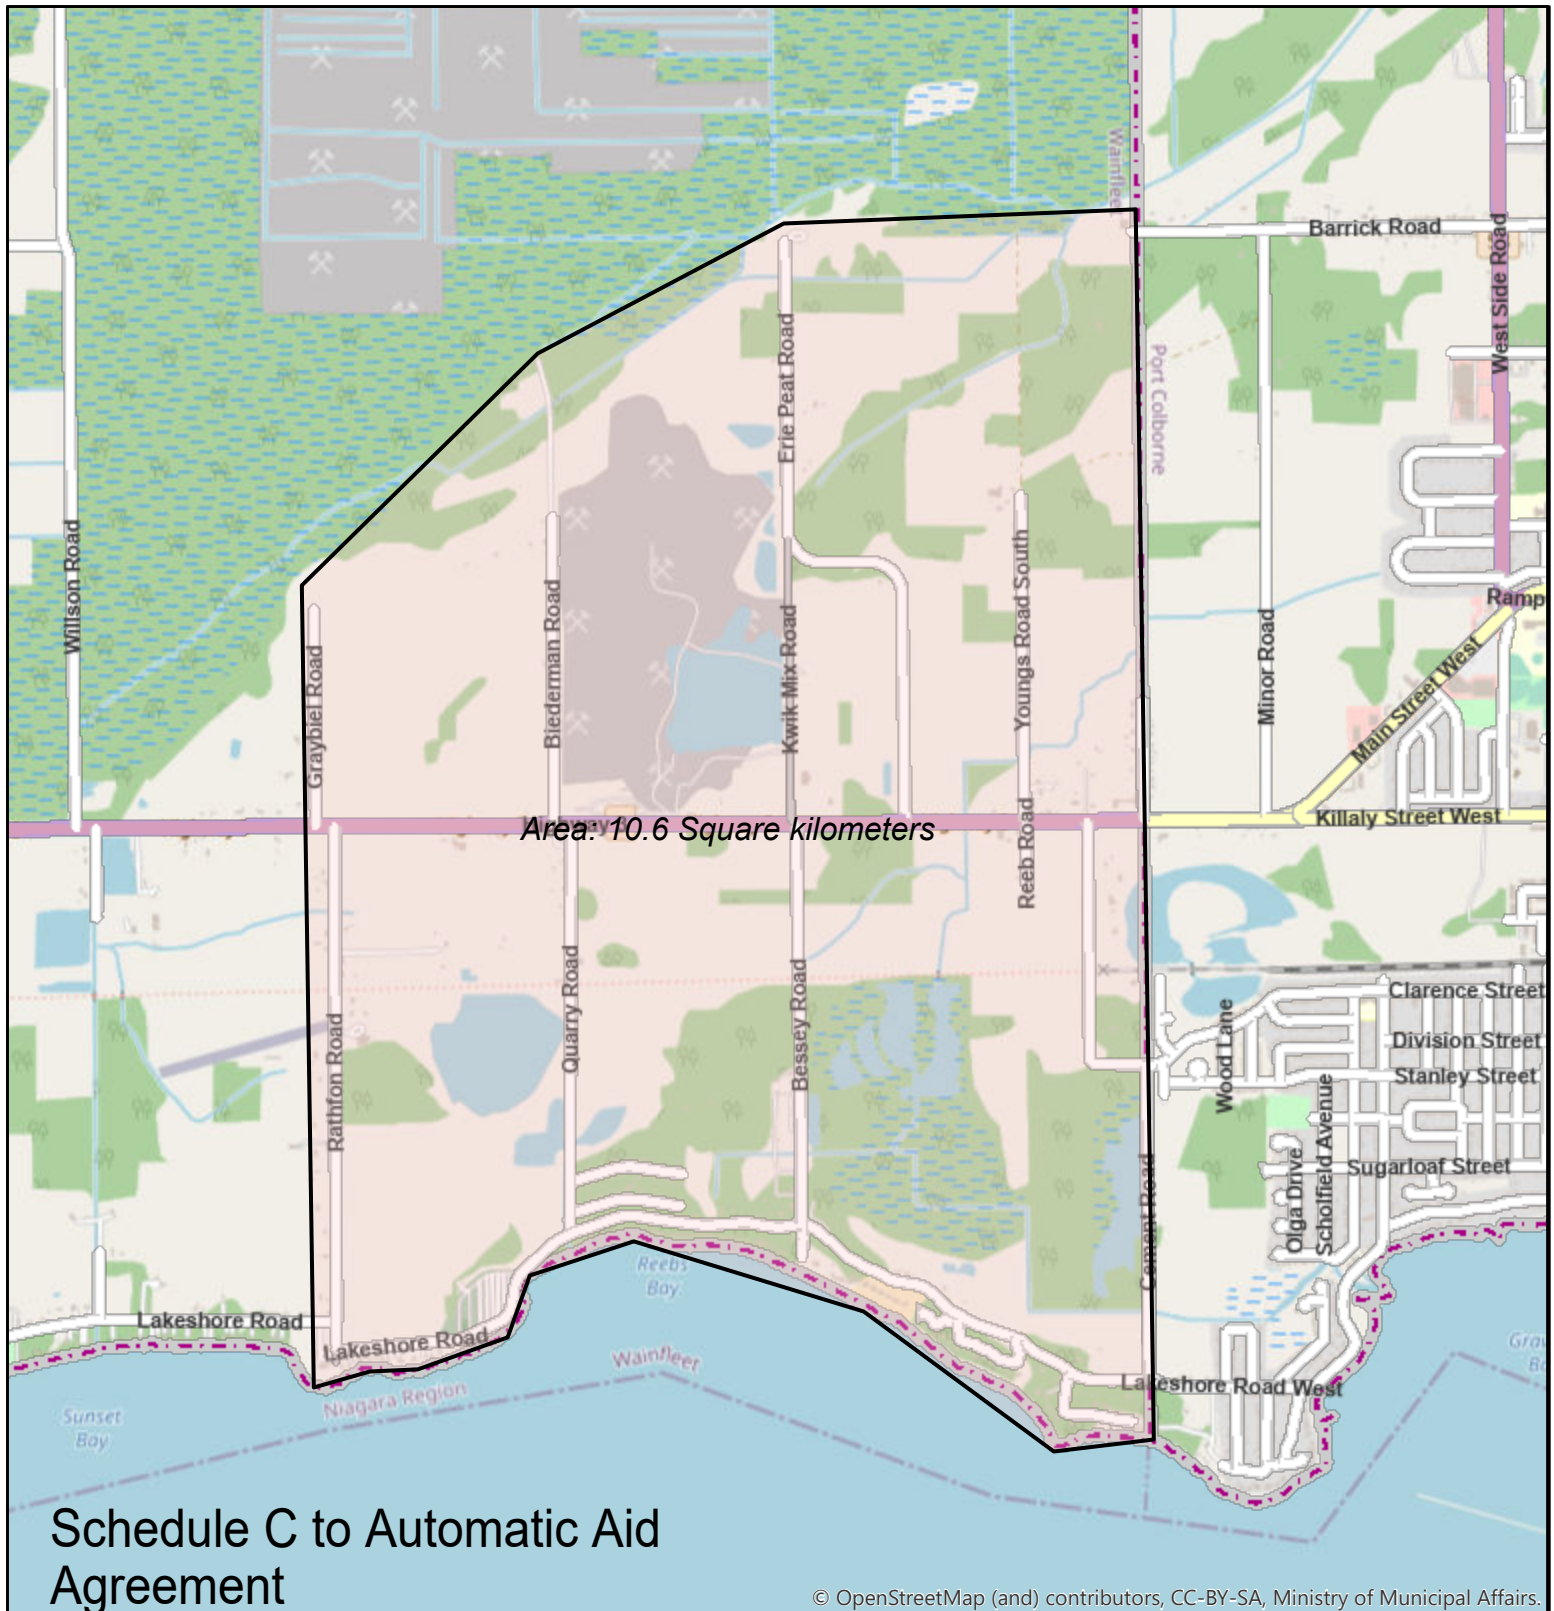 Wainfleet
Barrick Road
West Side Road
Erie Peat Road
Port Colborne
Willson Road
Ramp
Graybiel Road
Biederman Road
Kwik Mix Road
Youngs Road South
Minor Road
Main Street West
Area: 10.6 Square kilometers
Killaly Street West
Reeb Road
Quarry Road
Bessey Road
Rathfon Road
Clarence Street
Wood Lane
Division Street
Stanley Street
Scholfield Avenue
Olga Drive
Sugarloaf Street
Cement Road
Reebs
Bay
Lakeshore Road
Lakeshore Road
Wainfleet
Niagara Region
Lakeshore Road West
Sunset
Bay
Schedule C to Automatic Aid
Agreement
© OpenStreetMap (and) contributors, CC-BY-SA, Ministry of Municipal Affairs.